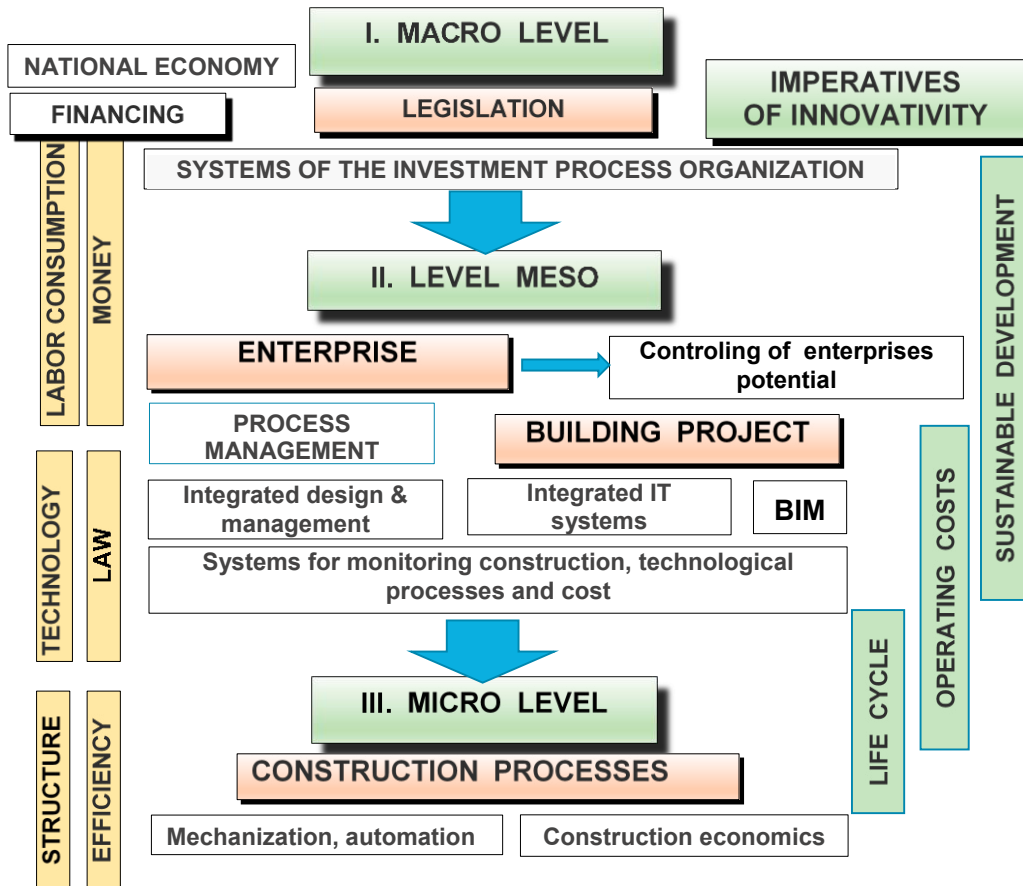 I. MACRO LEVEL
NATIONAL ECONOMY
FINANCING
LEGISLATION
IMPERATIVES
OF INNOVATIVITY
SYSTEMS OF THE INVESTMENT PROCESS ORGANIZATION
LABOR CONSUMPTION
MONEY
SUSTAINABLE DEVELOPMENT
II. LEVEL MESO
ENTERPRISE
Controling of enterprises
potential
PROCESS
MANAGEMENT
BUILDING PROJECT
Integrated design &
management
Integrated IT
systems
BIM
TECHNOLOGY
LAW
OPERATING COSTS
Systems for monitoring construction, technological
processes and cost
III. MICRO LEVEL
LIFE CYCLE
CONSTRUCTION PROCESSES
STRUCTURE
EFFICIENCY
Mechanization, automation
Construction economics